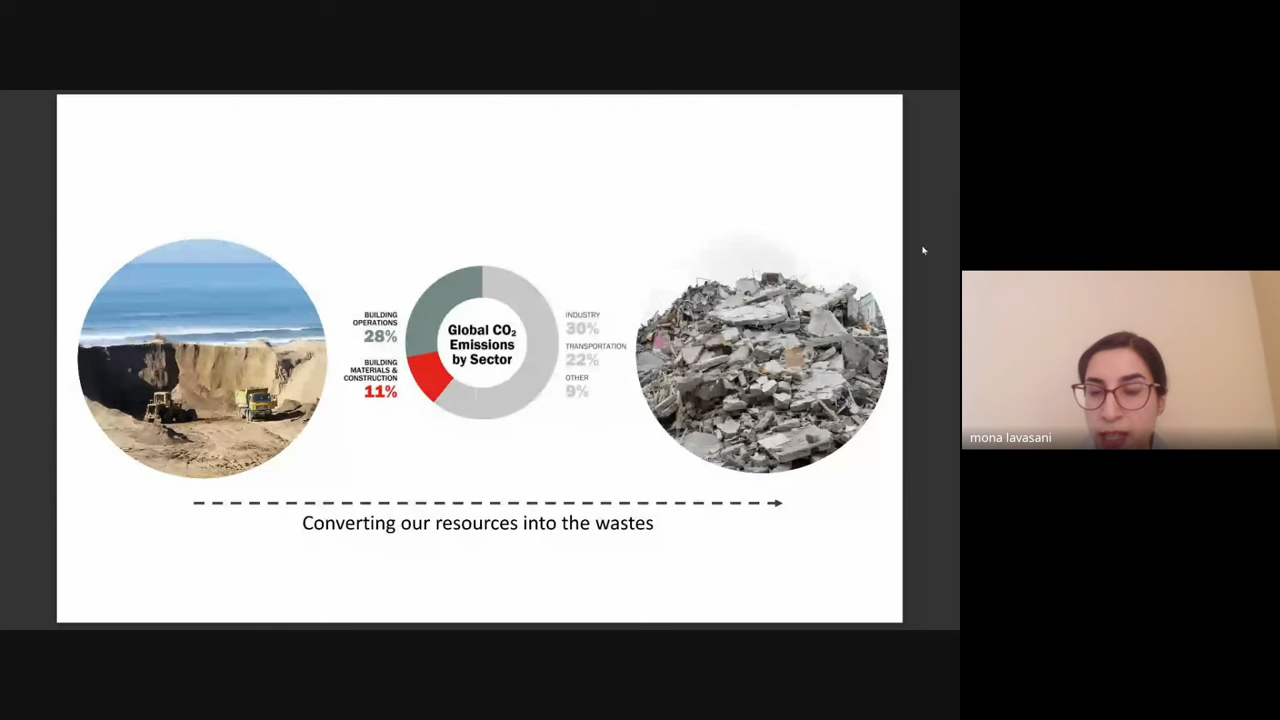 BUILDING
OPERATIONS
28%
BUILDING
MATERIALS &
CONSTRUCTION
11%
Global CO₂
Emissions
by Sector
INDUSTRY
30%
TRANSPORTATION
22%
OTHER
9%
Converting our resources into the wastes
mona lavasani